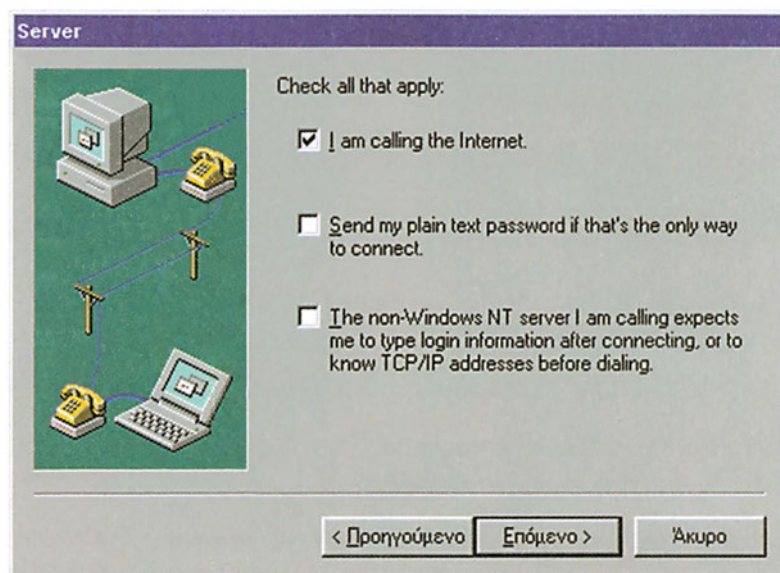 Server
Check all that apply:
I am calling the Internet.
Send my plain text password if that's the only way
to connect.
The non-Windows NT server I am calling expects
me to type login information after connecting, or to
know TCP/IP addresses before dialing.
< Προηγούμενο
Επόμενο >
Άκυρο